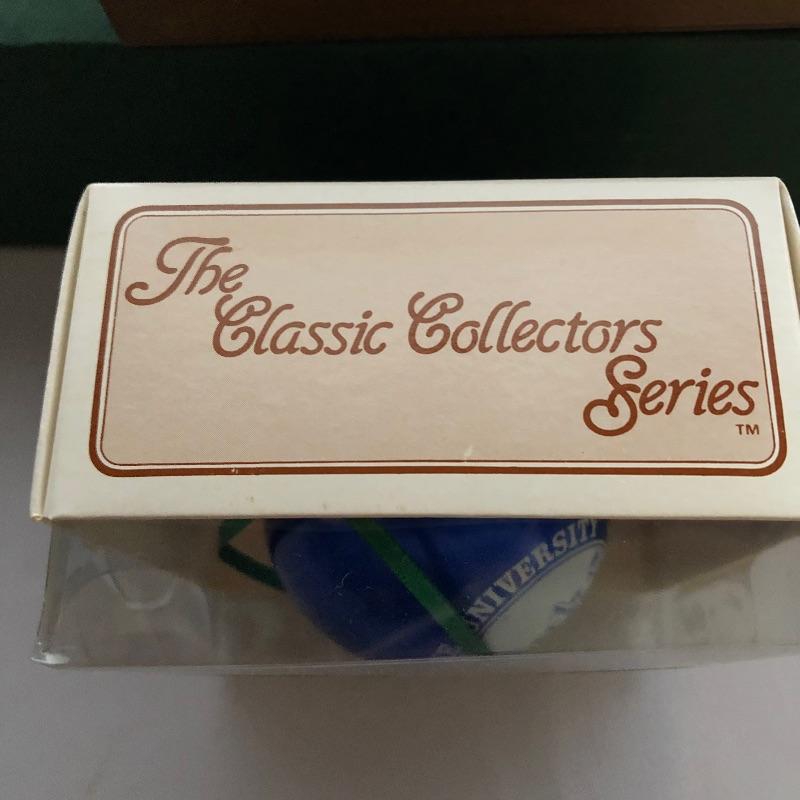 The
Classic Collectors
Series
TM
UNIVERSITY